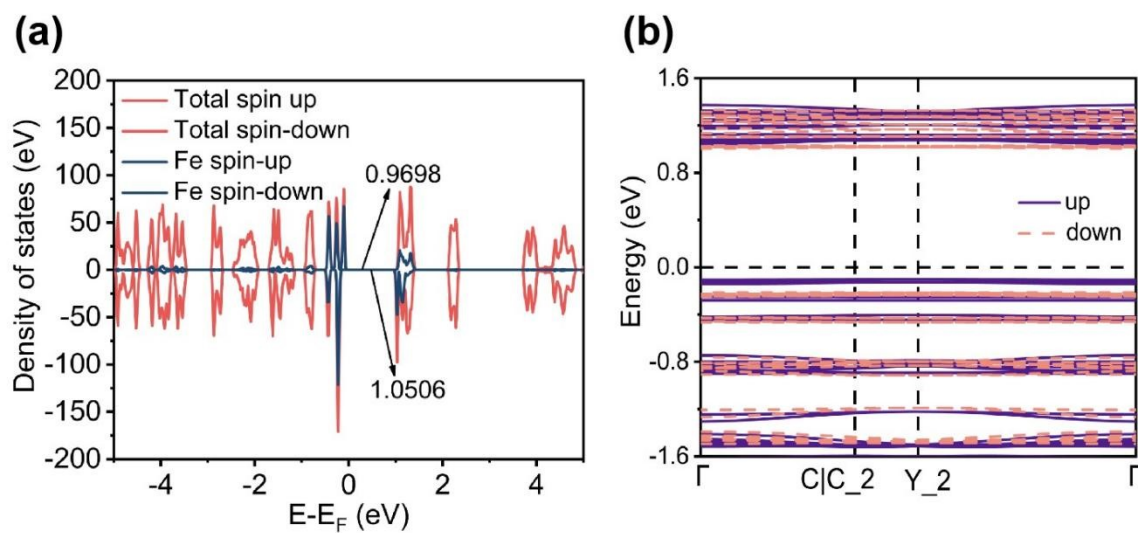 (a)
200
150
100
50
0
-50
-100
-150
-200
Density of states (eV)
Total spin up
Total spin-down
Fe spin-up
Fe spin-down
0.9698
1.0506
-4
-2
0
2
4
E-E_F (eV)
(b)
1.6
0.8
0.0
-0.8
-1.6
Energy (eV)
up
down
Γ
C|C_2
Y_2
Γ